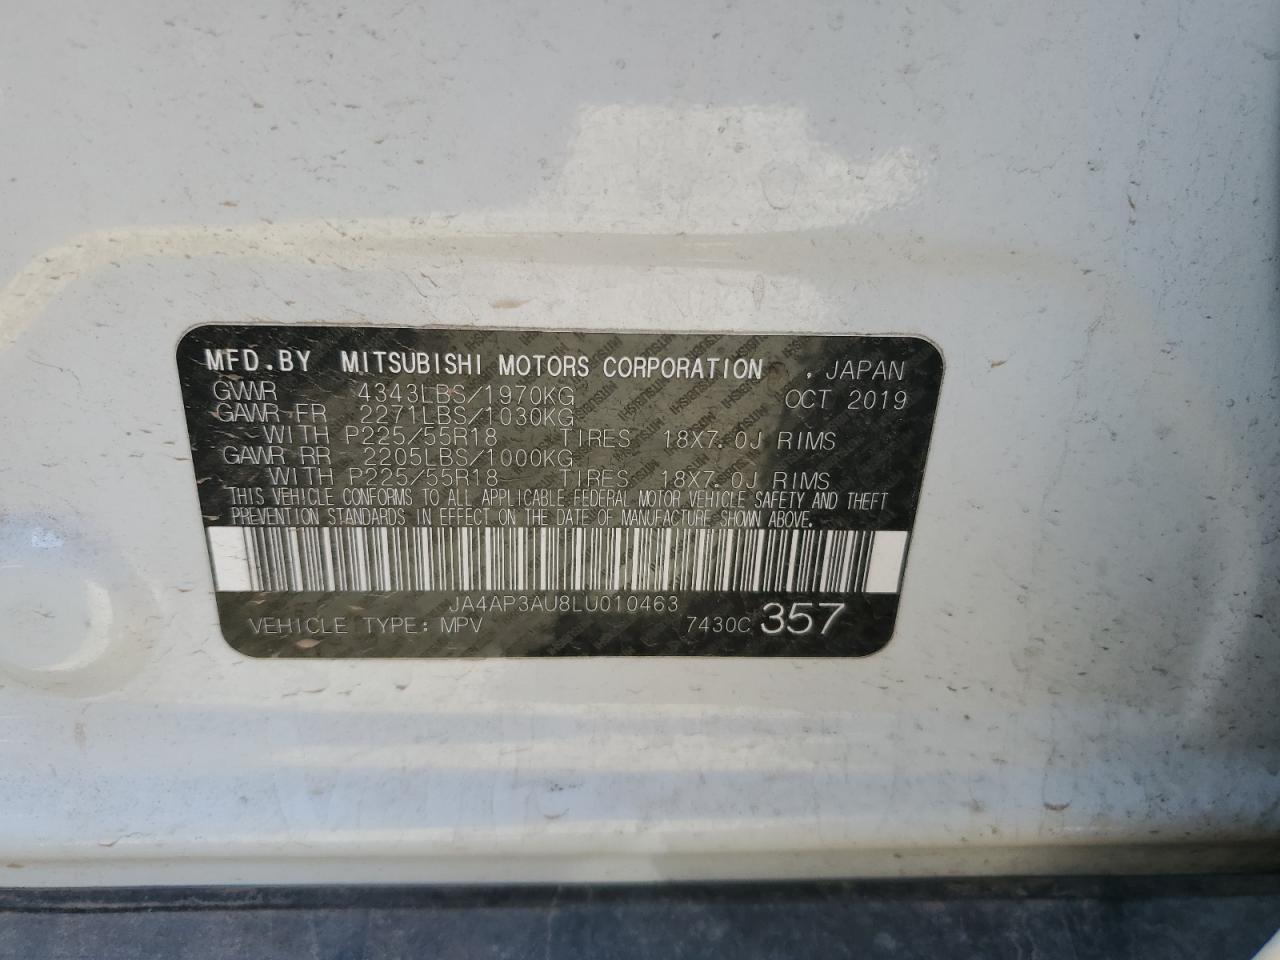 MFD.BY MITSUBISHI MOTORS CORPORATION , JAPAN
GVWR 4343LBS/1970KG OCT 2019
GAWR FR 2271LBS/1030KG
WITH P225/55R18 TIRES 18X7.0J RIMS
GAWR RR 2205LBS/1000KG
WITH P225/55R18 TIRES 18X7.0J RIMS
THIS VEHICLE CONFORMS TO ALL APPLICABLE FEDERAL MOTOR VEHICLE SAFETY AND THEFT
PREVENTION STANDARDS IN EFFECT ON THE DATE OF MANUFACTURE SHOWN ABOVE.
JA4AP3AU8LU010463
VEHICLE TYPE: MPV 7430C 357